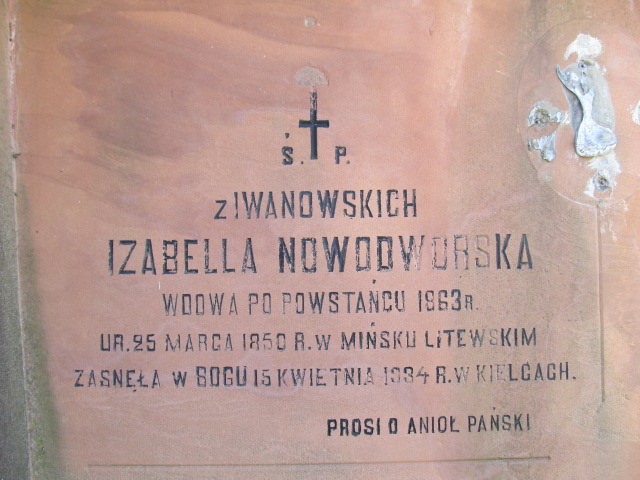 Ś. P.
z IWANOWSKICH
IZABELLA NOWODWORSKA
WDOWA PO POWSTAŃCU 1863 R.
UR. 25 MARCA 1850 R. W MIŃSKU LITEWSKIM
ZASNĘŁA W BOGU 15 KWIETNIA 1934 R. W KIELCACH.
PROSI O ANIOŁ PAŃSKI